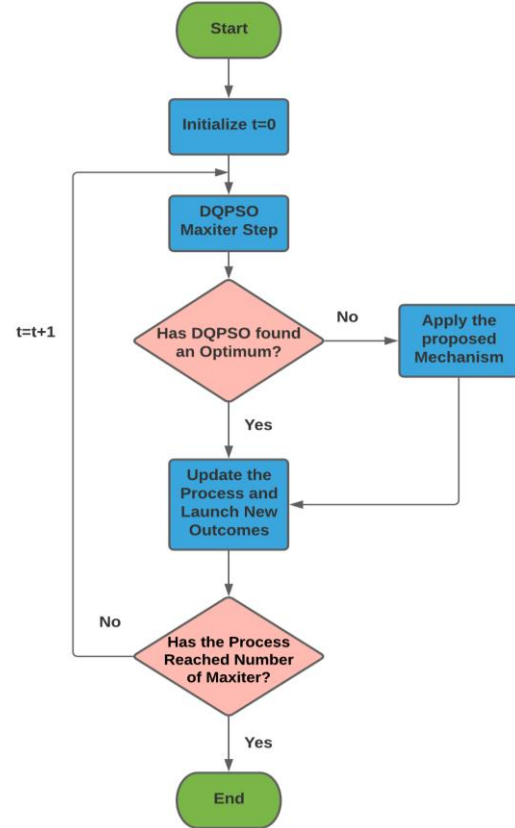 Start
Initialize t=0
DQPSO
Maxiter Step
t=t+1
Has DQPSO found
an Optimum?
No
Apply the
proposed
Mechanism
Yes
Update the
Process and
Launch New
Outcomes
No
Has the Process
Reached Number
of Maxiter?
Yes
End